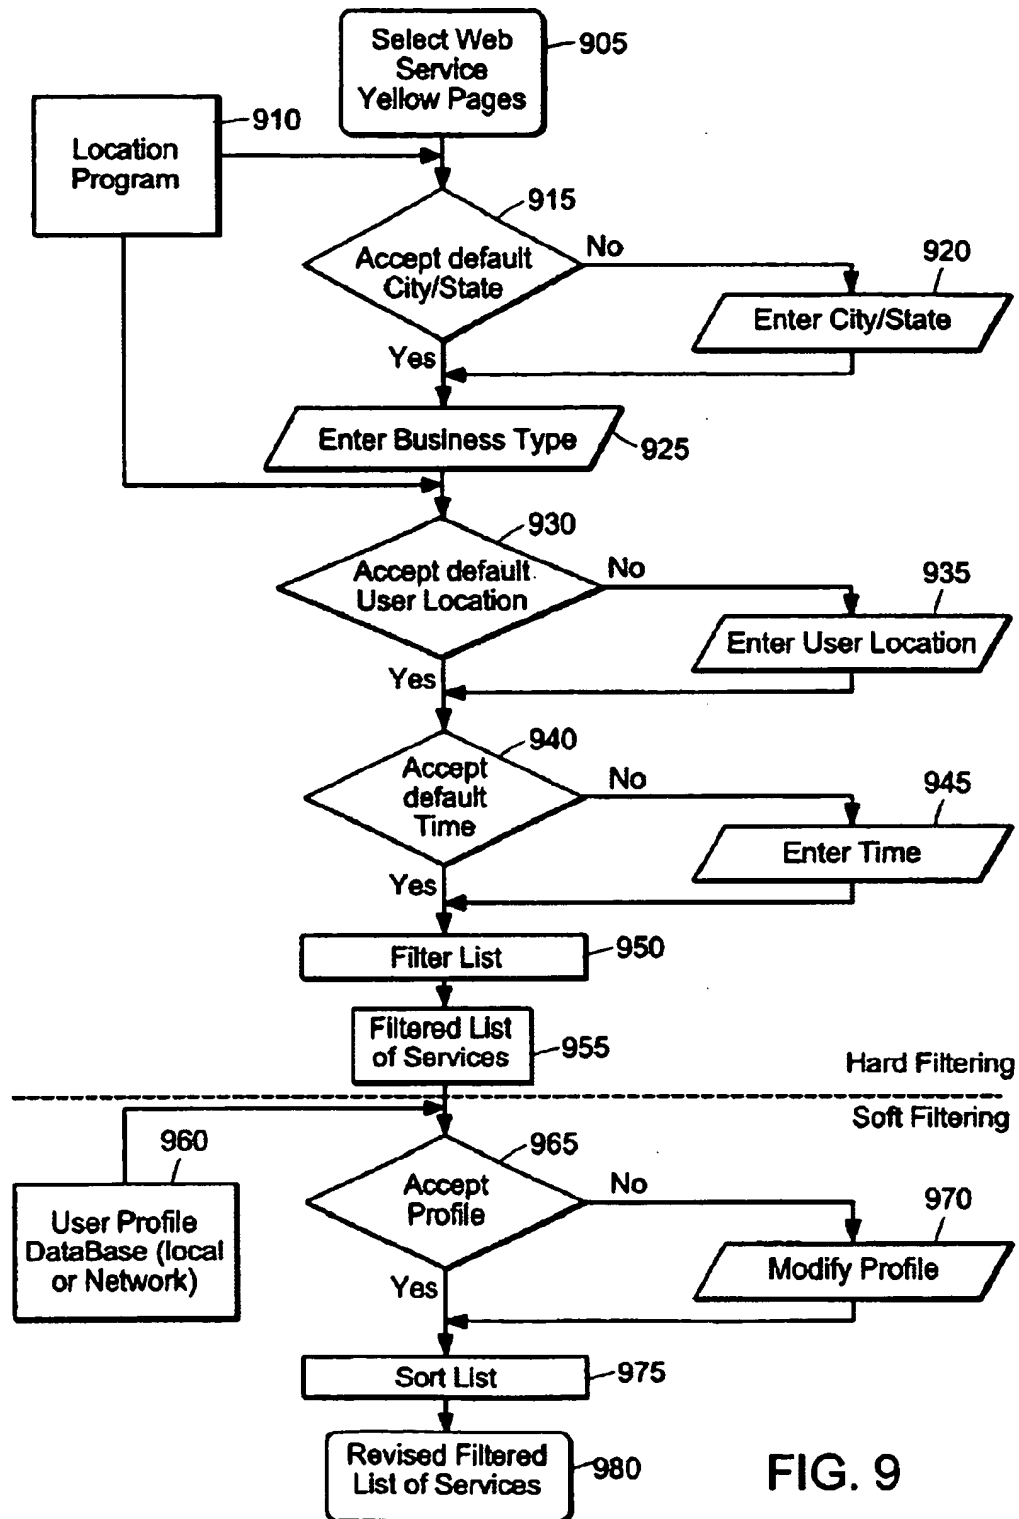 Select Web
Service
Yellow Pages
905
Location
Program
910
915
Accept default
City/State
No
920
Enter City/State
Yes
Enter Business Type
925
930
Accept default
User Location
No
935
Enter User Location
Yes
940
Accept
default
Time
No
945
Enter Time
Yes
Filter List
950
Filtered List
of Services
955
Hard Filtering
Soft Filtering
960
User Profile
DataBase (local
or Network)
965
Accept
Profile
No
970
Modify Profile
Yes
Sort List
975
Revised Filtered
List of Services
980
FIG. 9